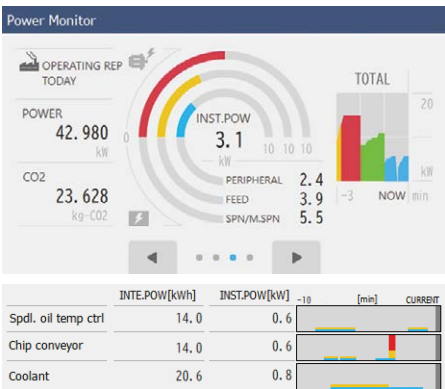 Power Monitor
OPERATING REP
TODAY
POWER
42.980
kW
CO2
23.628
kg-CO2
0
INST.POW
3.1
kW
10 10 10
PERIPHERAL 2.4
FEED 3.9
SPN/M.SPN 5.5
TOTAL
20
kW
-3 NOW min
INTE.POW[kWh] INST.POW[kW] -10 [min] CURRENT
Spdl. oil temp ctrl 14.0 0.6
Chip conveyor 14.0 0.6
Coolant 20.6 0.8